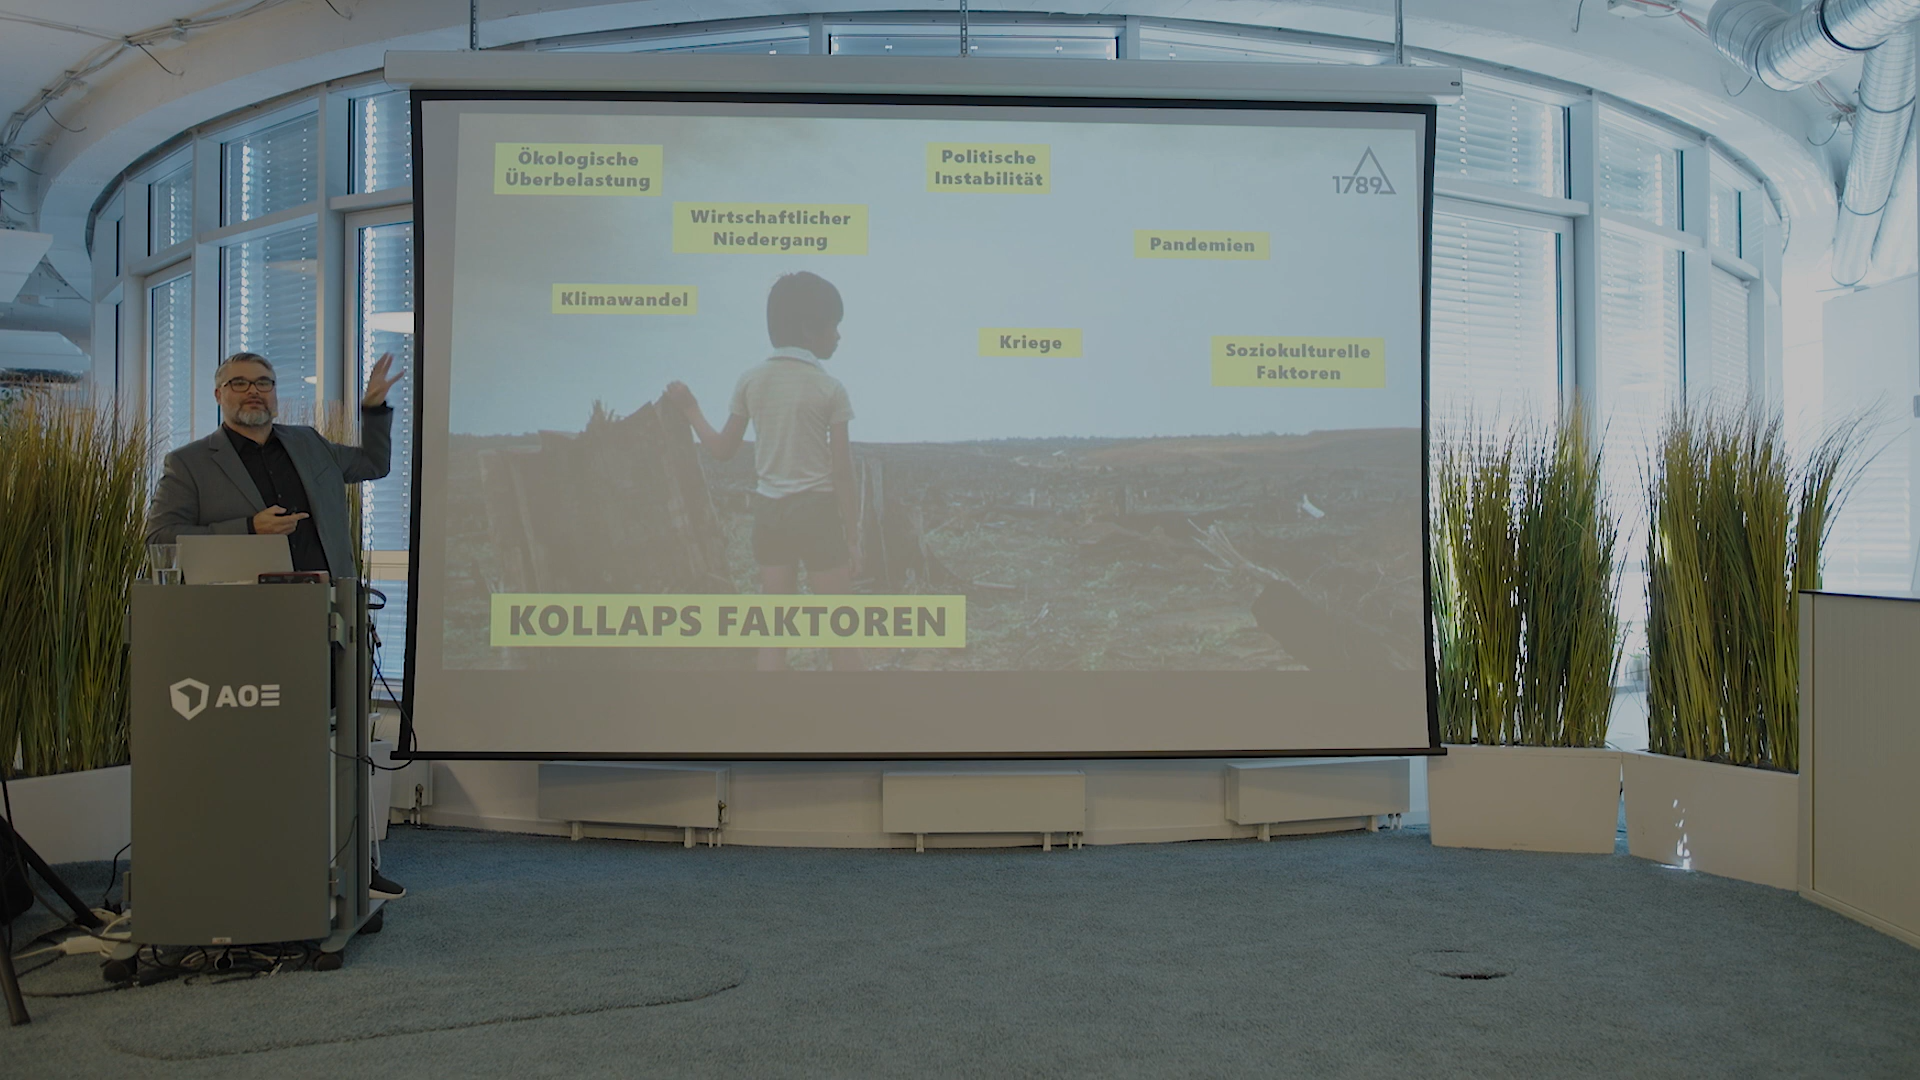 Ökologische
Überbelastung
Politische
Instabilität
1789
Wirtschaftlicher
Niedergang
Pandemien
Klimawandel
Kriege
Soziokulturelle
Faktoren
KOLLAPS FAKTOREN
AOE